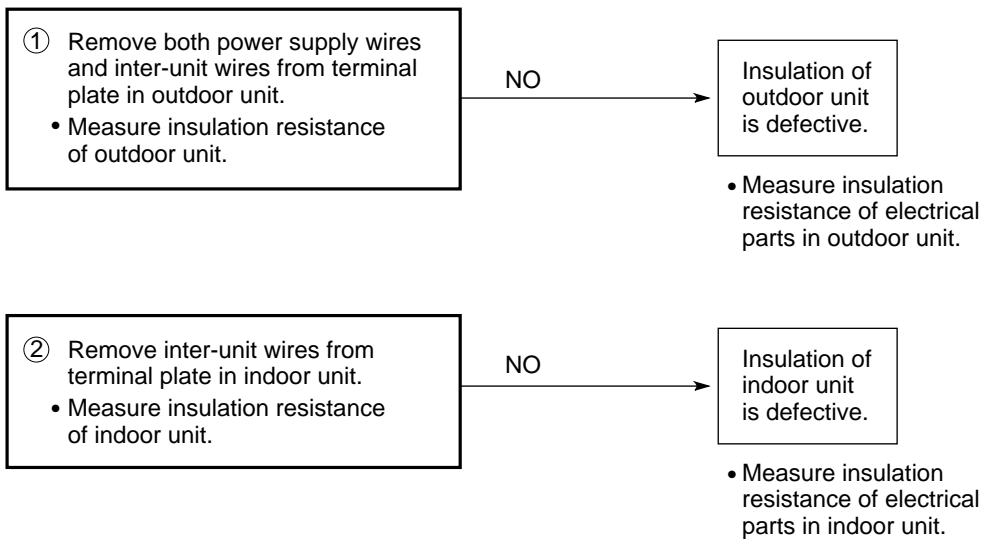 ① Remove both power supply wires
and inter-unit wires from terminal
plate in outdoor unit.
• Measure insulation resistance
of outdoor unit.
NO
Insulation of
outdoor unit
is defective.
• Measure insulation
resistance of electrical
parts in outdoor unit.
② Remove inter-unit wires from
terminal plate in indoor unit.
• Measure insulation resistance
of indoor unit.
NO
Insulation of
indoor unit
is defective.
• Measure insulation
resistance of electrical
parts in indoor unit.